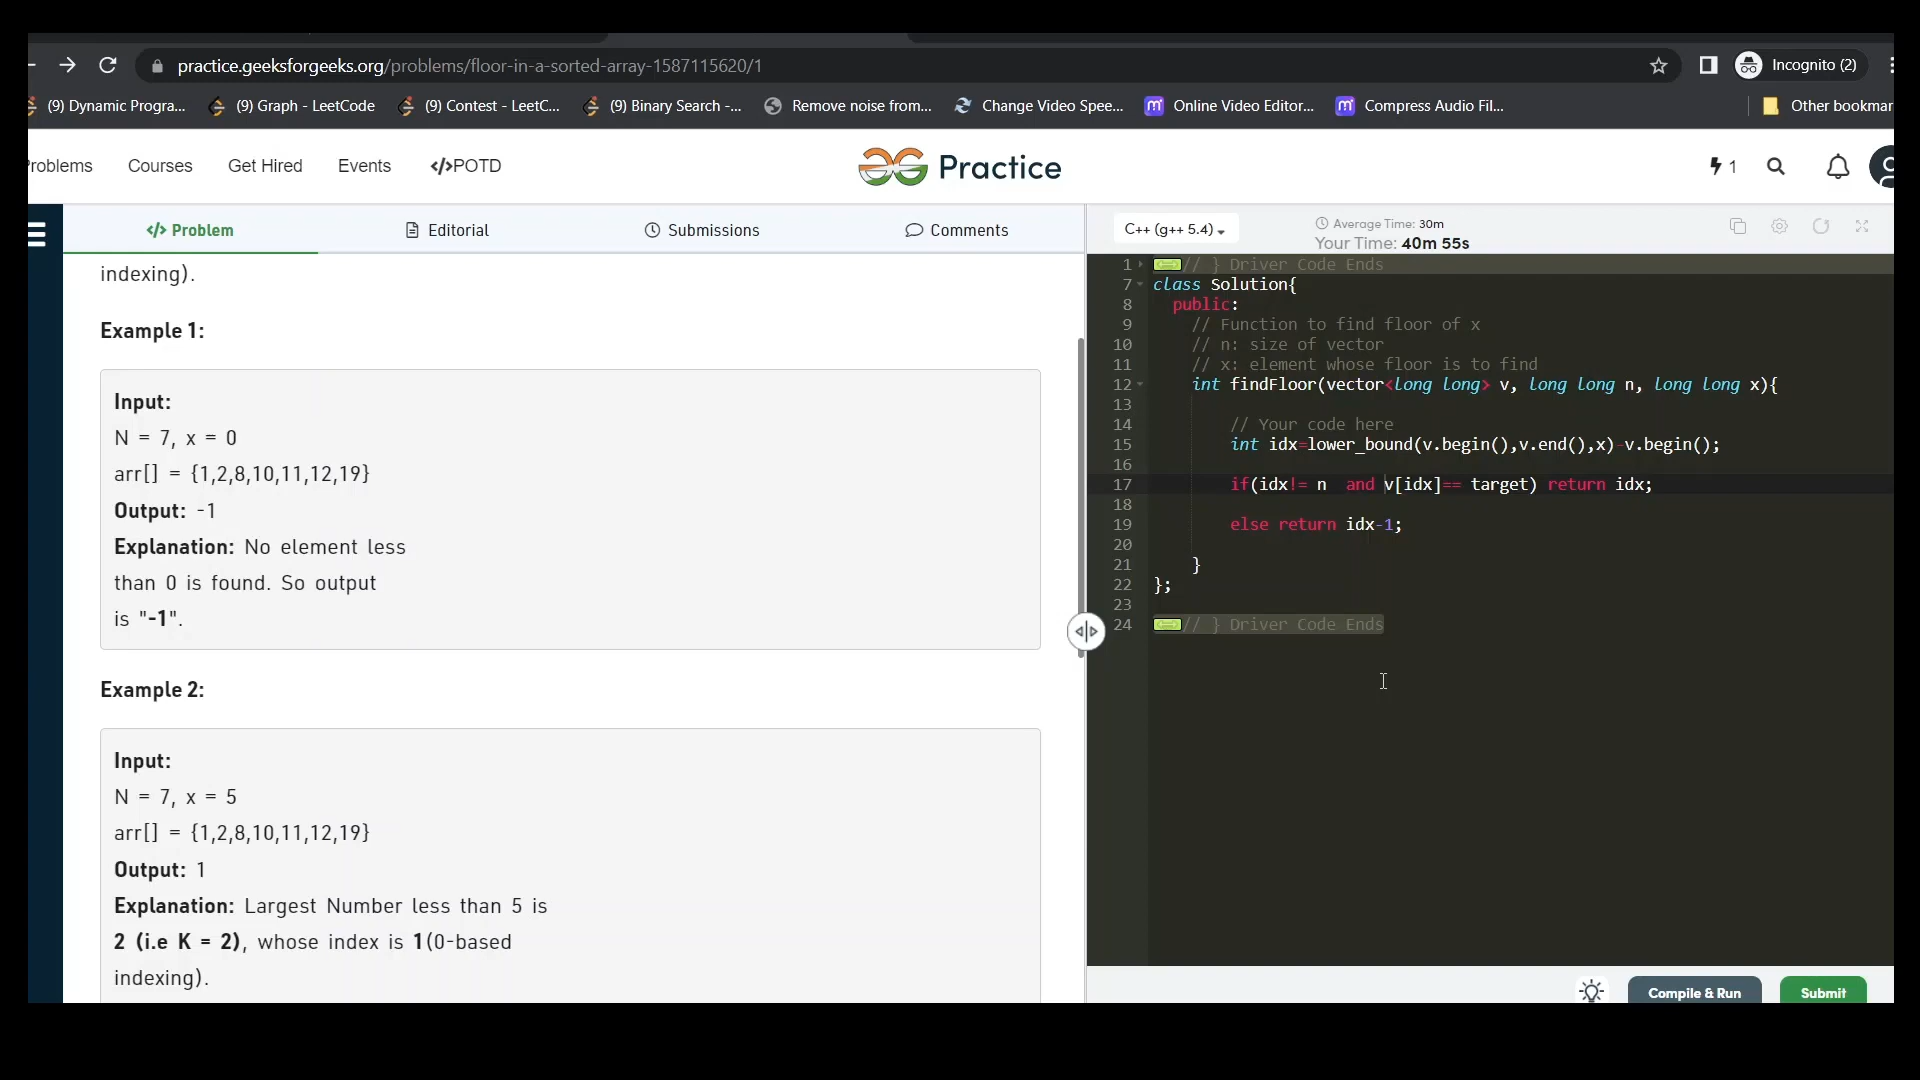 practice.geeksforgeeks.org/problems/floor-in-a-sorted-array-1587115620/1
Incognito (2)
(9) Dynamic Progra...
(9) Graph - LeetCode
(9) Contest - LeetC...
(9) Binary Search -...
Remove noise from...
Change Video Spee...
Online Video Editor...
Compress Audio Fil...
Other bookmar
roblems
Courses
Get Hired
Events
</>POTD
Practice
1
</> Problem
Editorial
Submissions
Comments
C++ (g++ 5.4)
Average Time: 30m
Your Time: 40m 55s
indexing).
Example 1:
Input:
N = 7, x = 0
arr[] = {1,2,8,10,11,12,19}
Output: -1
Explanation: No element less
than 0 is found. So output
is "-1".
Example 2:
Input:
N = 7, x = 5
arr[] = {1,2,8,10,11,12,19}
Output: 1
Explanation: Largest Number less than 5 is
2 (i.e K = 2), whose index is 1(0-based
indexing).
1 // } Driver Code Ends
7 class Solution{
8 public:
9 // Function to find floor of x
10 // n: size of vector
11 // x: element whose floor is to find
12 int findFloor(vector<long long> v, long long n, long long x){
13
14 // Your code here
15 int idx=lower_bound(v.begin(),v.end(),x)-v.begin();
16
17 if(idx!= n  and v[idx]== target) return idx;
18
19 else return idx-1;
20
21 }
22 };
23
24 // } Driver Code Ends
Compile & Run
Submit